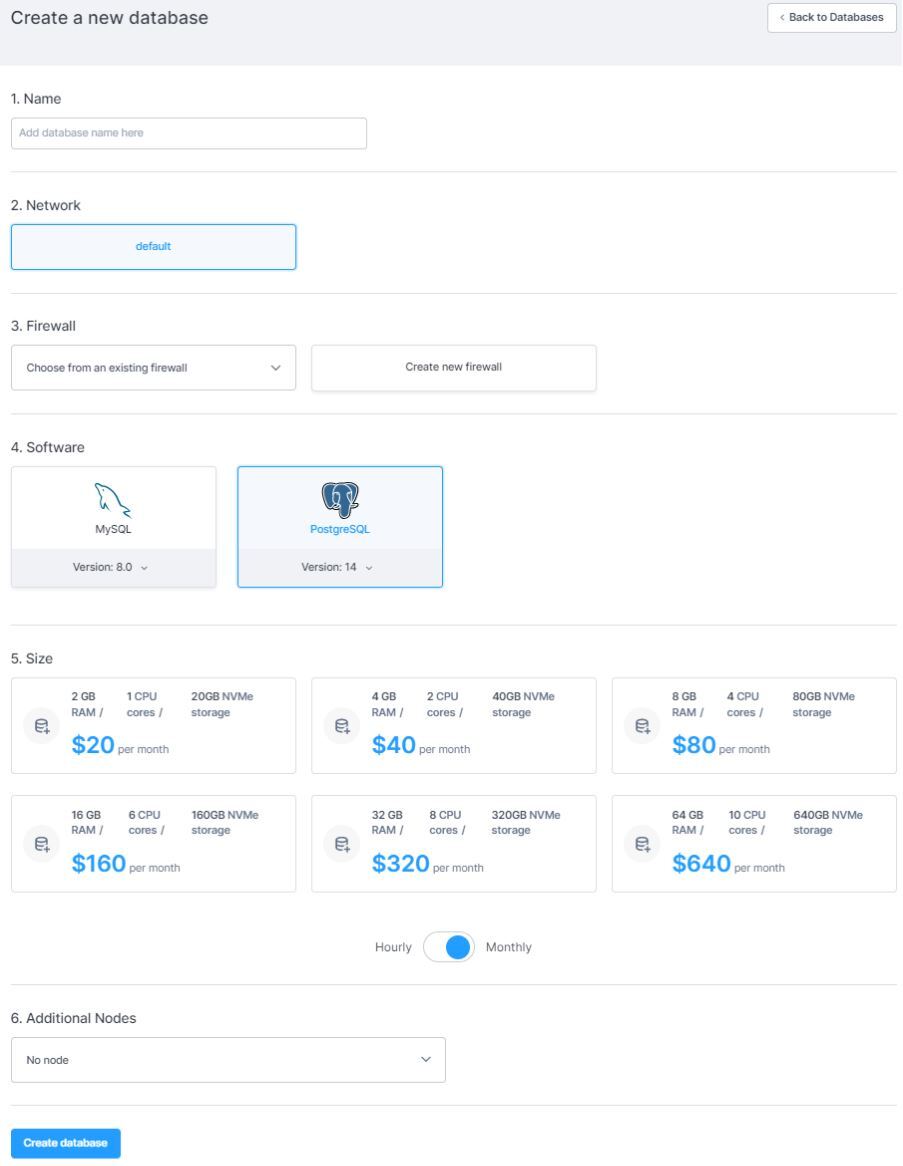 Create a new database
‹ Back to Databases
1. Name
Add database name here
2. Network
default
3. Firewall
Choose from an existing firewall
Create new firewall
4. Software
MySQL
PostgreSQL
Version: 8.0
Version: 14
5. Size
2 GB RAM / 1 CPU cores / 20GB NVMe storage
$20 per month
4 GB RAM / 2 CPU cores / 40GB NVMe storage
$40 per month
8 GB RAM / 4 CPU cores / 80GB NVMe storage
$80 per month
16 GB RAM / 6 CPU cores / 160GB NVMe storage
$160 per month
32 GB RAM / 8 CPU cores / 320GB NVMe storage
$320 per month
64 GB RAM / 10 CPU cores / 640GB NVMe storage
$640 per month
Hourly Monthly
6. Additional Nodes
No node
Create database